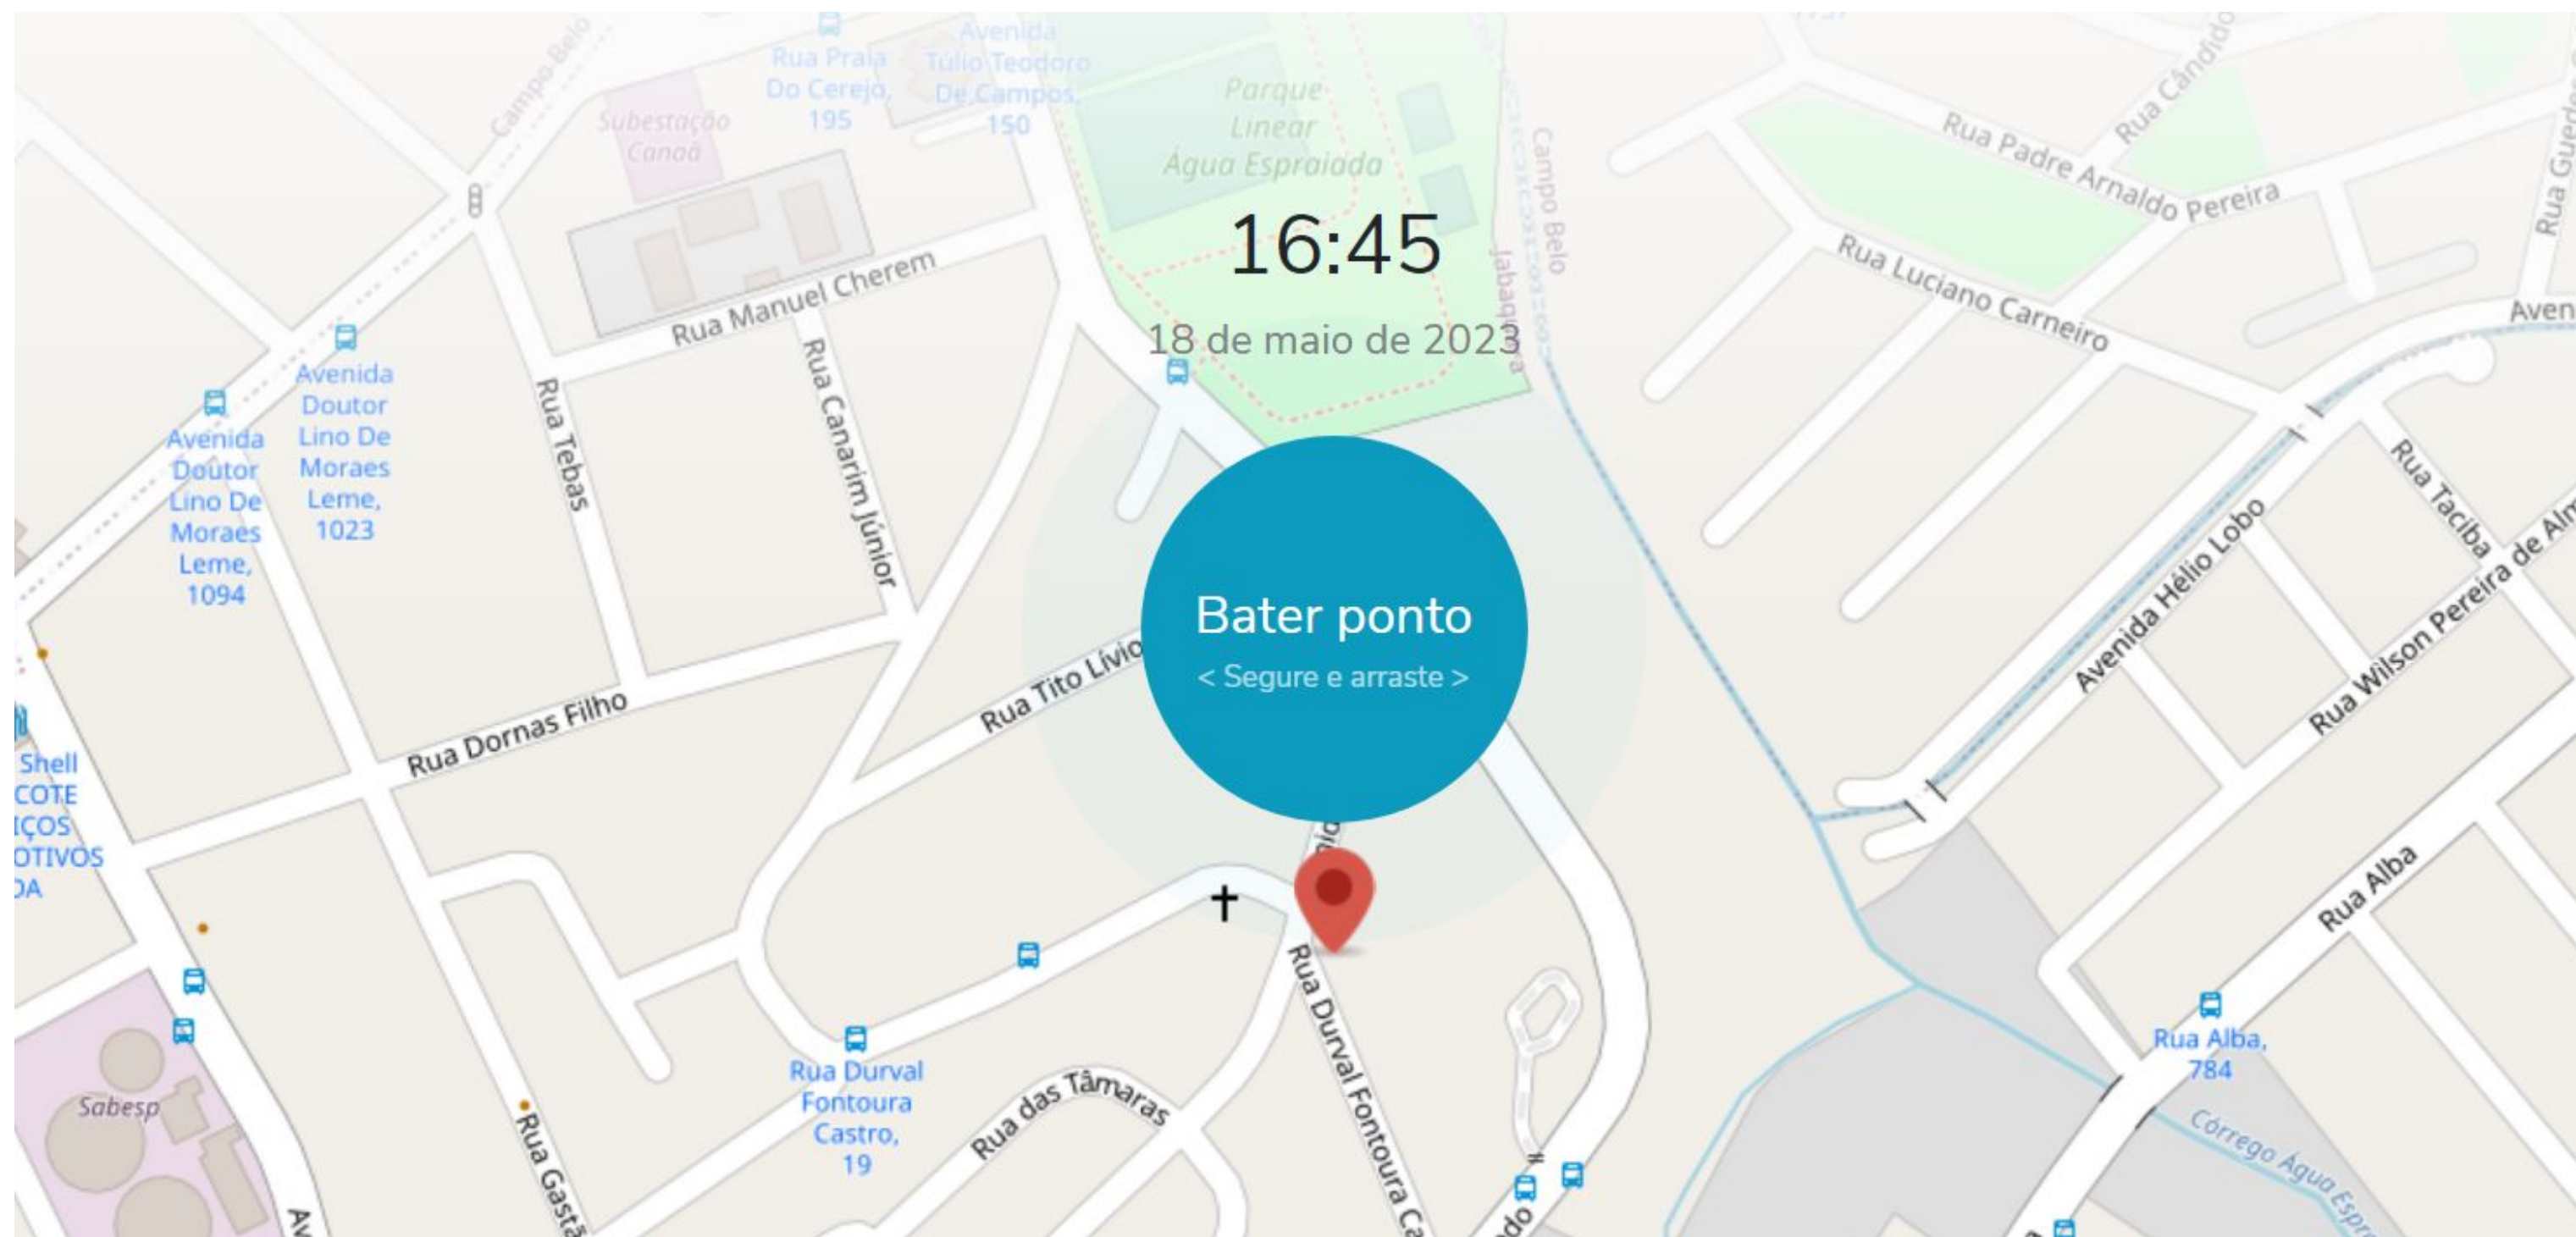 Campo Belo
Rua Praia
Do Cerejo,
195
Avenida
Túlio Teodoro
De Campos,
150
Subestação
Canaã
Parque
Linear
Água Espraiada
Campo Belo
Jabaquara
Rua Padre Arnaldo Pereira
Rua Cândido
16:45
18 de maio de 2023
Rua Manuel Cherem
Rua Luciano Carneiro
Aven
Avenida
Doutor
Lino De
Moraes
Leme,
1023
Avenida
Doutor
Lino De
Moraes
Leme,
1094
Rua Tebas
Rua Canarim Júnior
Rua Taciba
Avenida Hélio Lobo
Rua Wilson Pereira de Alm
Bater ponto
< Segure e arraste >
Rua Tito Lívio
Rua Dornas Filho
Shell
COTE
IÇOS
OTIVOS
DA
Rua Alba
Rua Durval Fontoura Ca
Rua Durval
Fontoura
Castro,
19
Rua das Tâmaras
Rua Alba,
784
Sabesp
Rua Gastã
Av
do
Córrego Água Espra